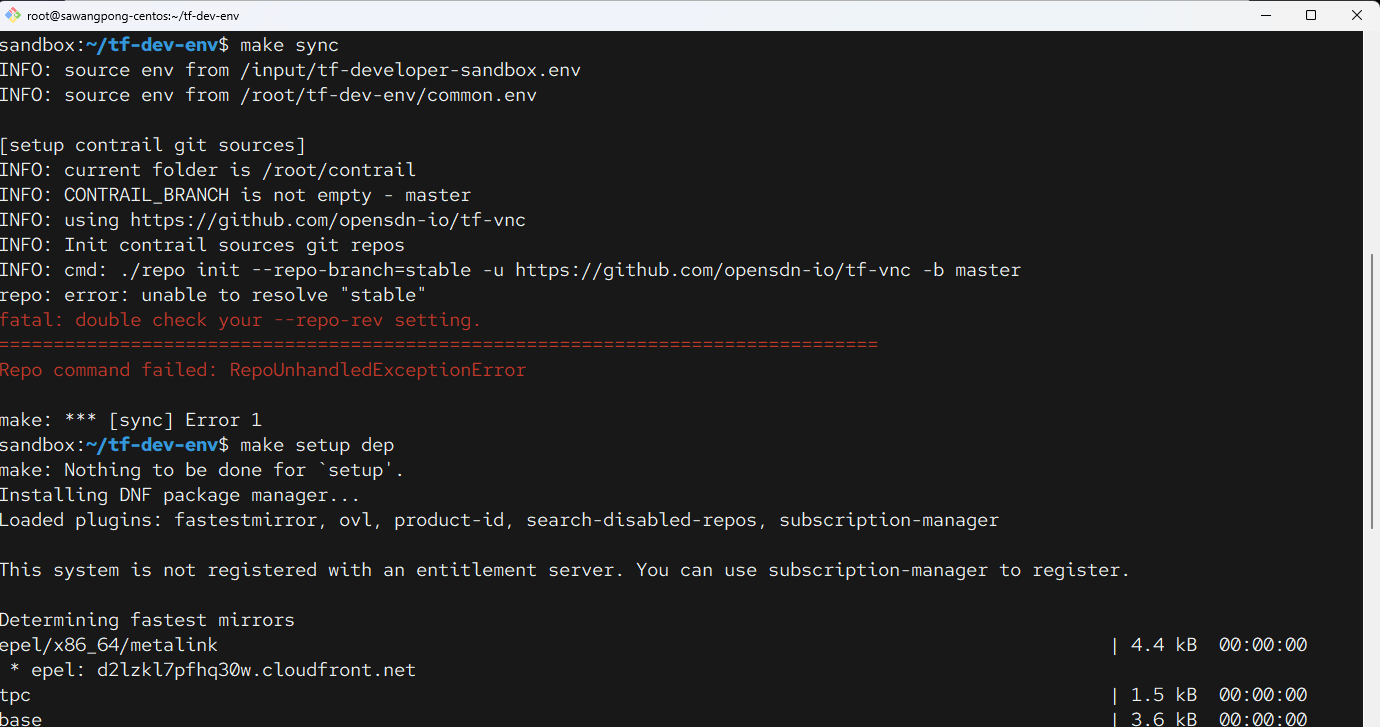 root@sawangpong-centos:~/tf-dev-env
sandbox:~/tf-dev-env$ make sync
INFO: source env from /input/tf-developer-sandbox.env
INFO: source env from /root/tf-dev-env/common.env
[setup contrail git sources]
INFO: current folder is /root/contrail
INFO: CONTRAIL_BRANCH is not empty - master
INFO: using https://github.com/opensdn-io/tf-vnc
INFO: Init contrail sources git repos
INFO: cmd: ./repo init --repo-branch=stable -u https://github.com/opensdn-io/tf-vnc -b master
repo: error: unable to resolve "stable"
fatal: double check your --repo-rev setting.
================================================================================
Repo command failed: RepoUnhandledExceptionError
make: *** [sync] Error 1
sandbox:~/tf-dev-env$ make setup dep
make: Nothing to be done for `setup'.
Installing DNF package manager...
Loaded plugins: fastestmirror, ovl, product-id, search-disabled-repos, subscription-manager
This system is not registered with an entitlement server. You can use subscription-manager to register.
Determining fastest mirrors
epel/x86_64/metalink | 4.4 kB 00:00:00
* epel: d2lzkl7pfhq30w.cloudfront.net
tpc | 1.5 kB 00:00:00
base | 3.6 kB 00:00:00